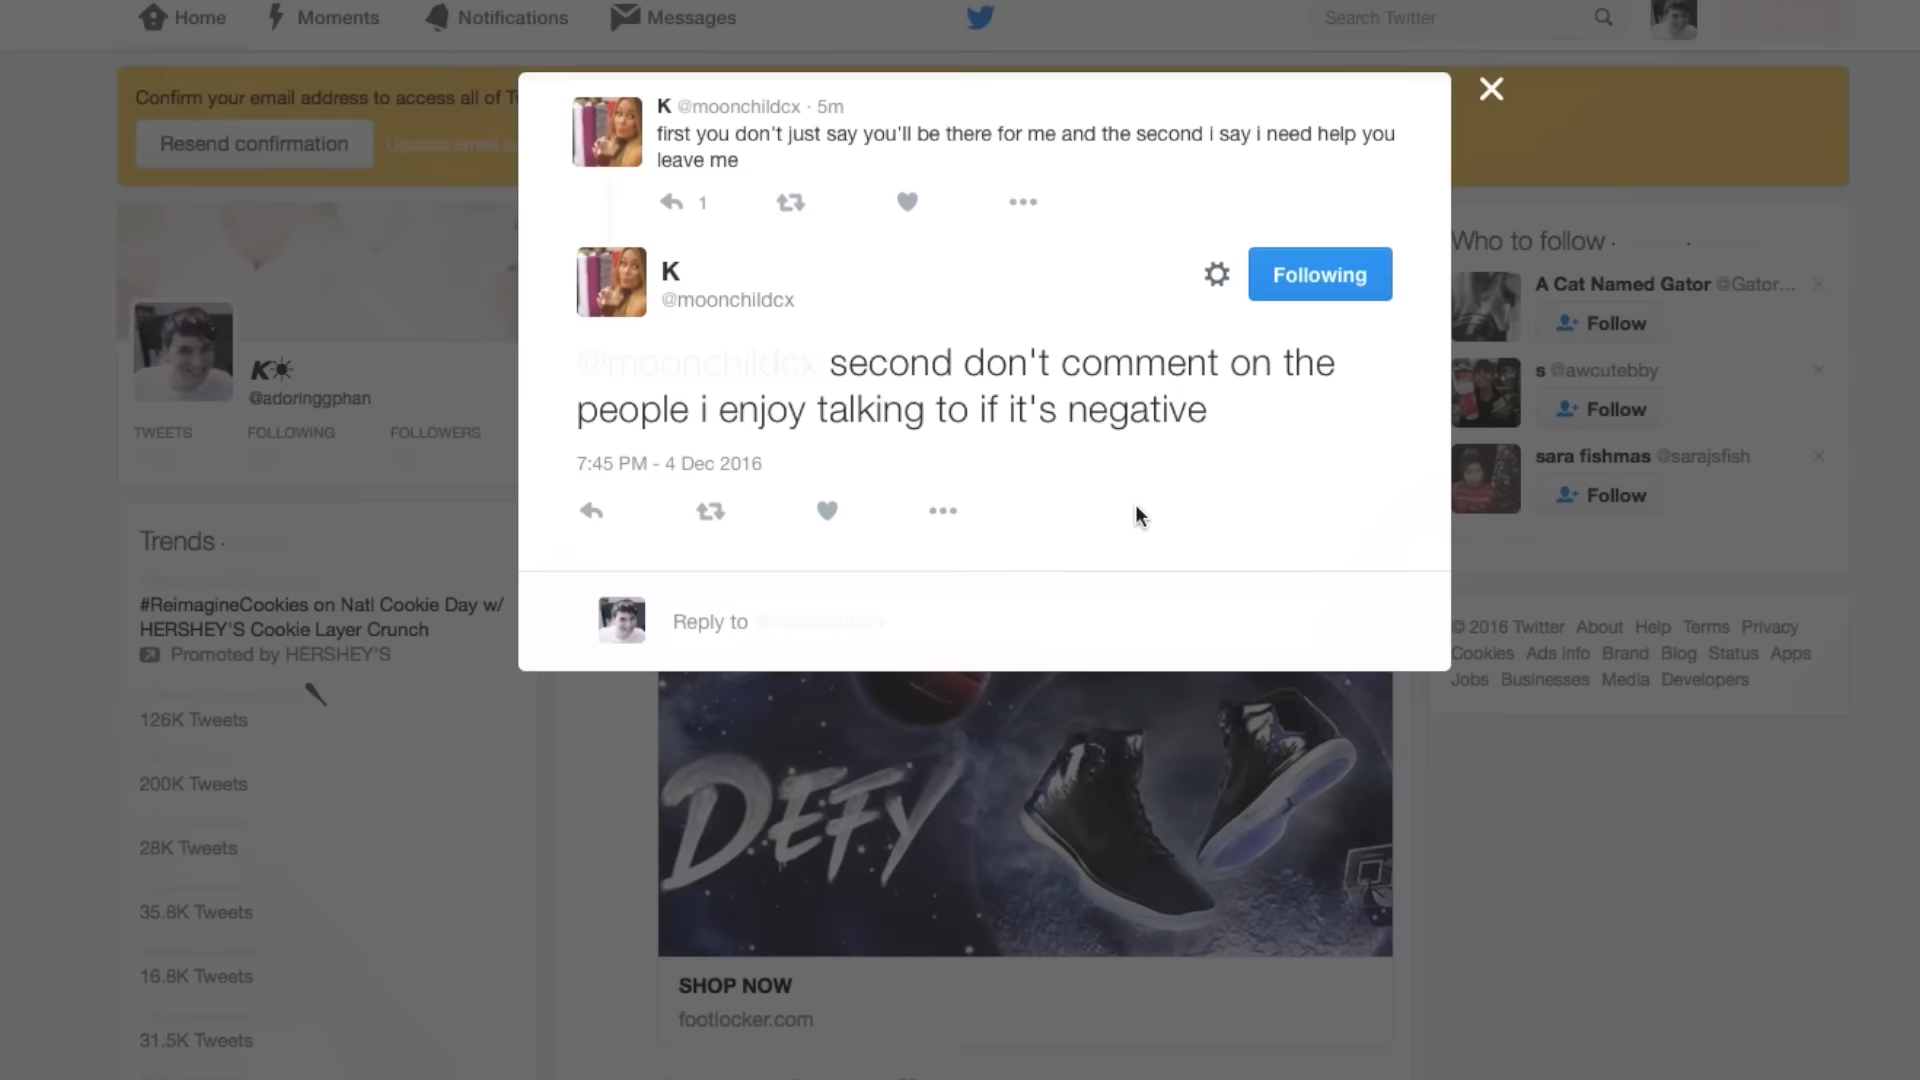 Home Moments Notifications Messages Search Twitter
Confirm your email address to access all of Tw
Resend confirmation
K @moonchildcx · 5m
first you don't just say you'll be there for me and the second i say i need help you
leave me
1
K
@moonchildcx
Following
@moonchildcx second don't comment on the
people i enjoy talking to if it's negative
7:45 PM - 4 Dec 2016
Reply to
K☀
@adoringgphan
TWEETS FOLLOWING FOLLOWERS
Trends ·
#ReimagineCookies on Natl Cookie Day w/
HERSHEY'S Cookie Layer Crunch
Promoted by HERSHEY'S
126K Tweets
200K Tweets
28K Tweets
35.8K Tweets
16.8K Tweets
31.5K Tweets
DEFY
SHOP NOW
footlocker.com
Who to follow · ·
A Cat Named Gator @Gator...
Follow
s @awcutebby
Follow
sara fishmas @sarajsfish
Follow
© 2016 Twitter About Help Terms Privacy
Cookies Ads info Brand Blog Status Apps
Jobs Businesses Media Developers